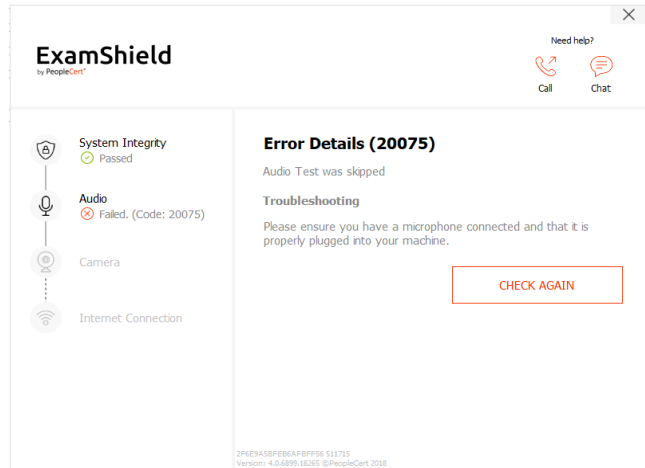 Need help?
ExamShield
by PeopleCert
Call
Chat
System Integrity
Passed
Audio
Failed. (Code: 20075)
Camera
Internet Connection
Error Details (20075)
Audio Test was skipped
Troubleshooting
Please ensure you have a microphone connected and that it is
properly plugged into your machine.
CHECK AGAIN
Version: 4.0.6899.18265 @PeopleCert 2018